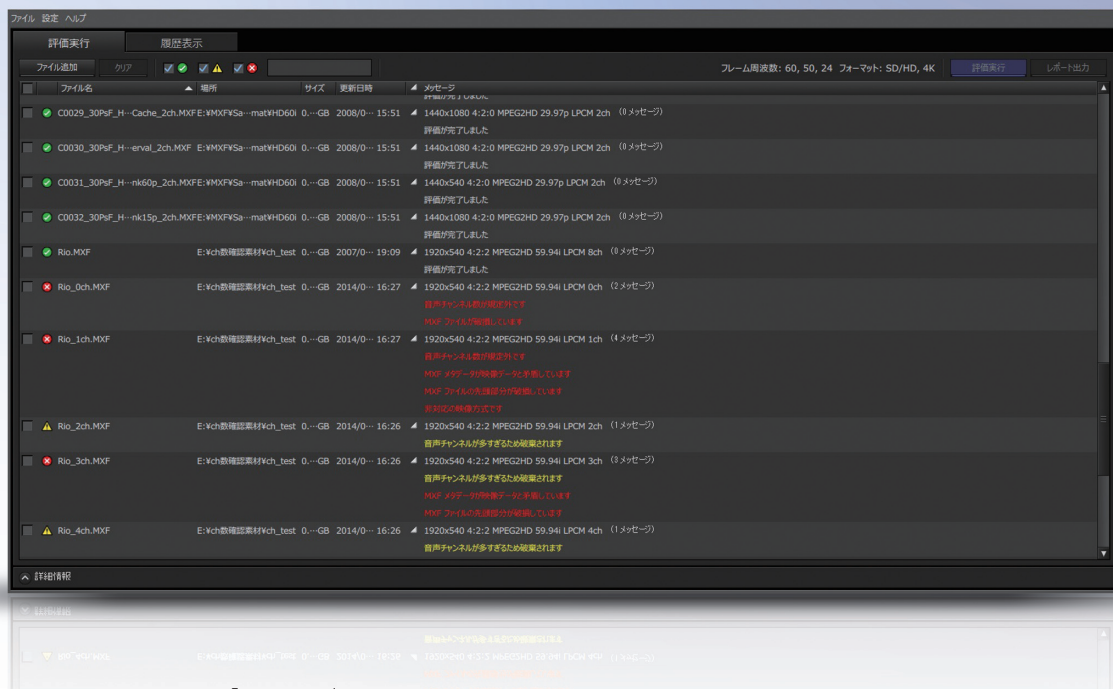 ファイル 設定 ヘルプ
評価実行 履歴表示
ファイル追加 クリア フレーム周波数: 60, 50, 24 フォーマット: SD/HD, 4K 評価実行 レポート出力
ファイル名 場所 サイズ 更新日時 メッセージ
評価が完了しました
C0029_30PsF_H…Cache_2ch.MXF E:¥MXF¥Sa…mat¥HD60i 0.…GB 2008/0… 15:51 1440x1080 4:2:0 MPEG2HD 29.97p LPCM 2ch (0 メッセージ)
評価が完了しました
C0030_30PsF_H…erval_2ch.MXF E:¥MXF¥Sa…mat¥HD60i 0.…GB 2008/0… 15:51 1440x1080 4:2:0 MPEG2HD 29.97p LPCM 2ch (0 メッセージ)
評価が完了しました
C0031_30PsF_H…nk60p_2ch.MXF E:¥MXF¥Sa…mat¥HD60i 0.…GB 2008/0… 15:51 1440x540 4:2:0 MPEG2HD 29.97p LPCM 2ch (0 メッセージ)
評価が完了しました
C0032_30PsF_H…nk15p_2ch.MXF E:¥MXF¥Sa…mat¥HD60i 0.…GB 2008/0… 15:51 1440x1080 4:2:0 MPEG2HD 29.97p LPCM 2ch (0 メッセージ)
評価が完了しました
Rio.MXF E:¥ch数確認素材¥ch_test 0.…GB 2007/0… 19:09 1920x540 4:2:2 MPEG2HD 59.94i LPCM 8ch (0 メッセージ)
評価が完了しました
Rio_0ch.MXF E:¥ch数確認素材¥ch_test 0.…GB 2014/0… 16:27 1920x540 4:2:2 MPEG2HD 59.94i LPCM 0ch (2 メッセージ)
音声チャンネル数が規定外です
MXF ファイルが破損しています
Rio_1ch.MXF E:¥ch数確認素材¥ch_test 0.…GB 2014/0… 16:27 1920x540 4:2:2 MPEG2HD 59.94i LPCM 1ch (4 メッセージ)
音声チャンネル数が規定外です
MXF メタデータが映像データと矛盾しています
MXF ファイルの先頭部分が破損しています
非対応の映像方式です
Rio_2ch.MXF E:¥ch数確認素材¥ch_test 0.…GB 2014/0… 16:26 1920x540 4:2:2 MPEG2HD 59.94i LPCM 2ch (1 メッセージ)
音声チャンネルが多すぎるため破棄されます
Rio_3ch.MXF E:¥ch数確認素材¥ch_test 0.…GB 2014/0… 16:26 1920x540 4:2:2 MPEG2HD 59.94i LPCM 3ch (3 メッセージ)
音声チャンネルが多すぎるため破棄されます
MXF メタデータが映像データと矛盾しています
MXF ファイルの先頭部分が破損しています
Rio_4ch.MXF E:¥ch数確認素材¥ch_test 0.…GB 2014/0… 16:26 1920x540 4:2:2 MPEG2HD 59.94i LPCM 4ch (1 メッセージ)
音声チャンネルが多すぎるため破棄されます
詳細情報